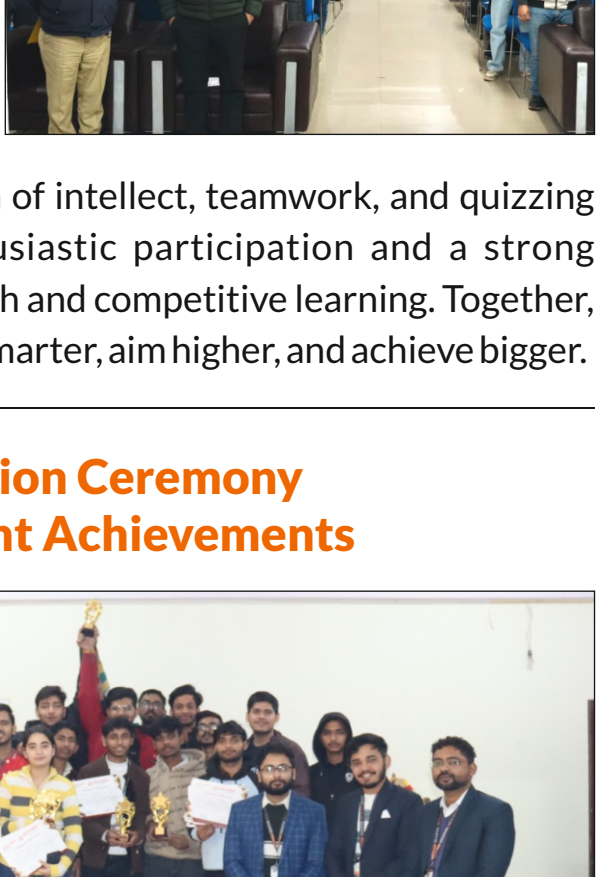 of intellect, teamwork, and quizzing
usiastic participation and a strong
h and competitive learning. Together,
marter, aim higher, and achieve bigger.
ion Ceremony
nt Achievements